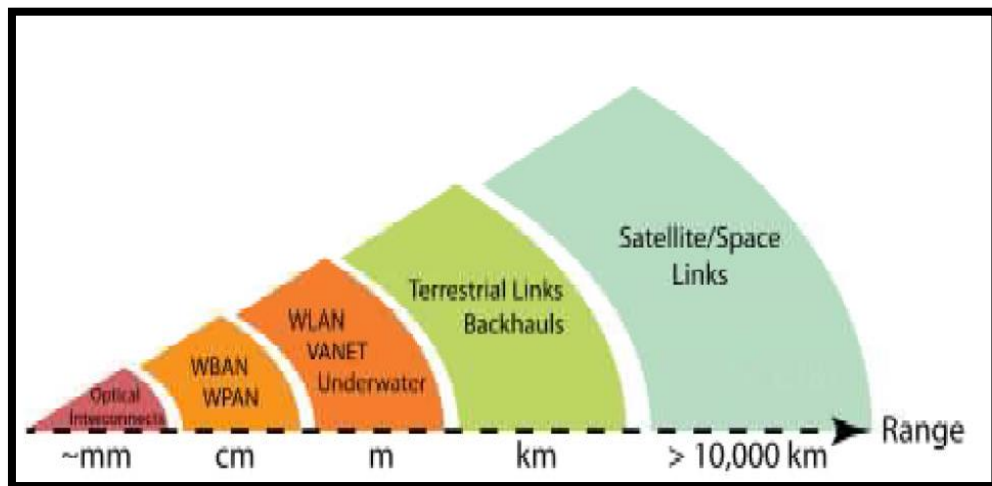 Satellite/Space
Links
Terrestrial Links
Backhauls
WLAN
VANET
Underwater
WBAN
WPAN
Optical
Interconnects
Range
~mm
cm
m
km
> 10,000 km